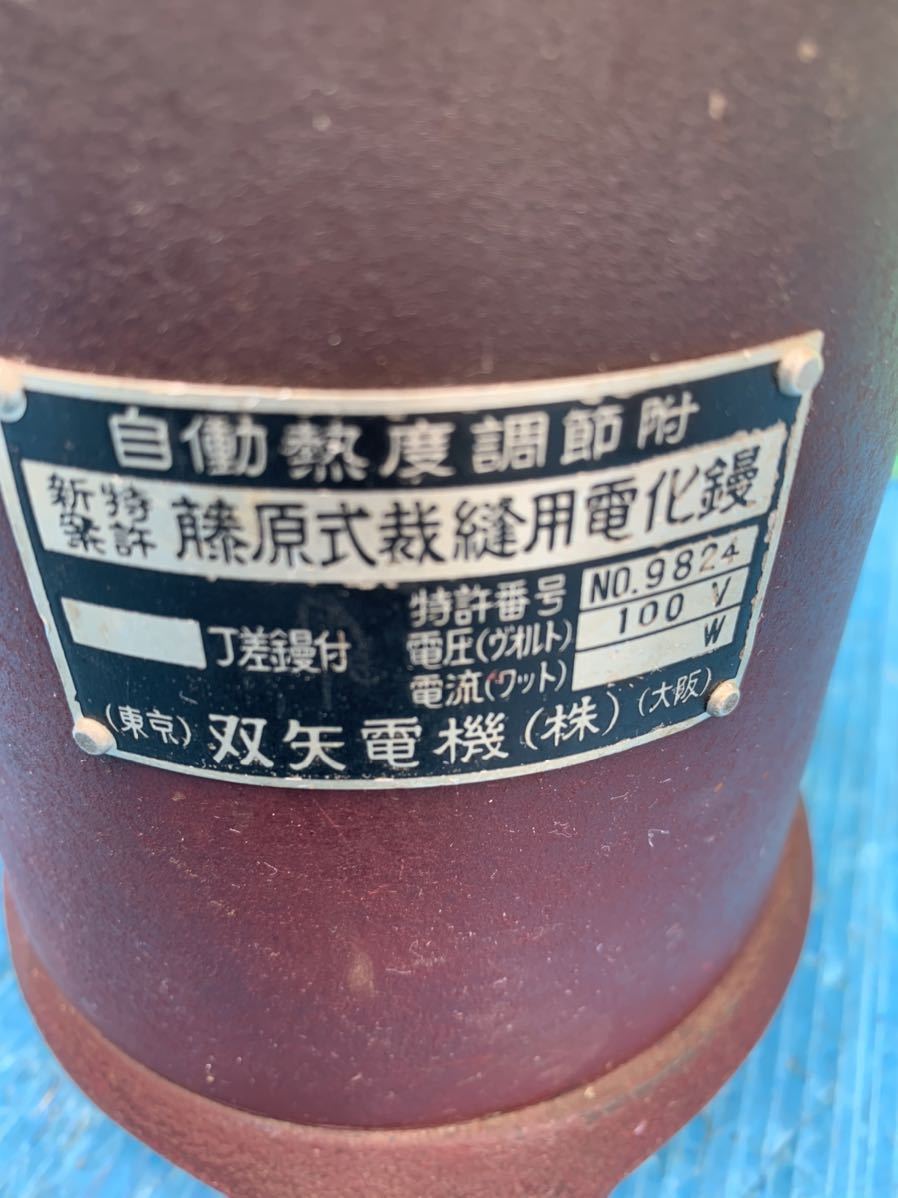 自働熱度調節附
特許 新案 藤原式裁縫用電化鏝
丁差鏝付
特許番号 NO.9824
電圧(ヴオルト) 100 V
電流(ワット) W
(東京) 双矢電機(株) (大阪)